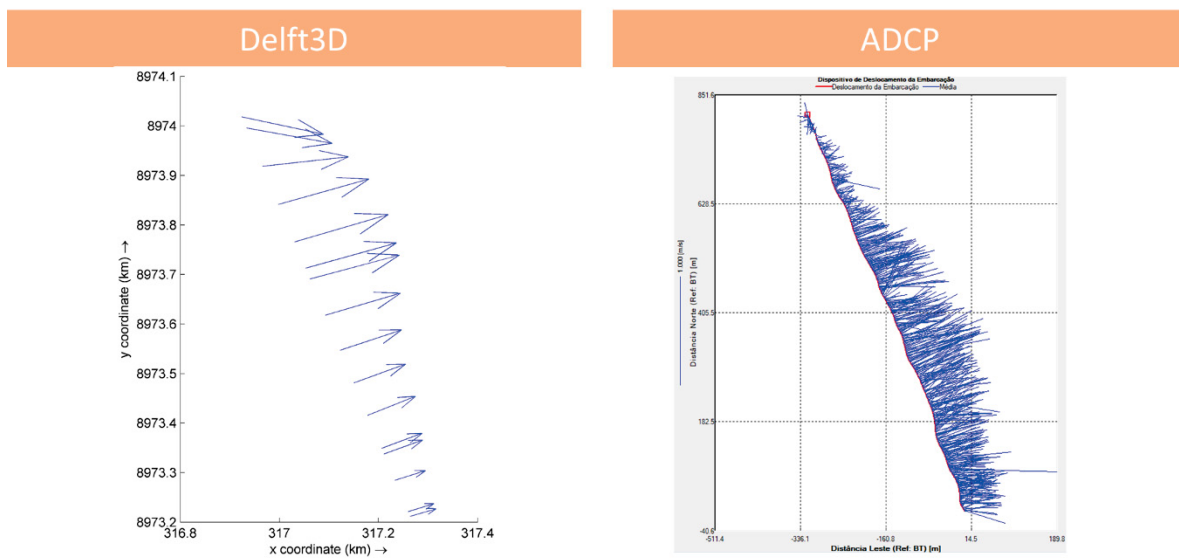 Delft3D
ADCP
8974.1
8974
8973.9
8973.8
8973.7
8973.6
8973.5
8973.4
8973.3
8973.2
y coordinate (km) →
316.8
317
317.2
317.4
x coordinate (km) →
Dispositivo de Deslocamento da Embarcação
Deslocamento da Embarcação
Média
851.6
628.5
405.5
182.5
-40.6
1.000 [m/s]
Distância Norte (Ref: BT) [m]
-511.4
-336.1
-160.8
14.5
189.8
Distância Leste (Ref: BT) [m]